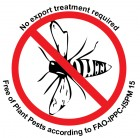 No export treatment required
Free of Plant Pests according to FAO-IPPC-ISPM 15